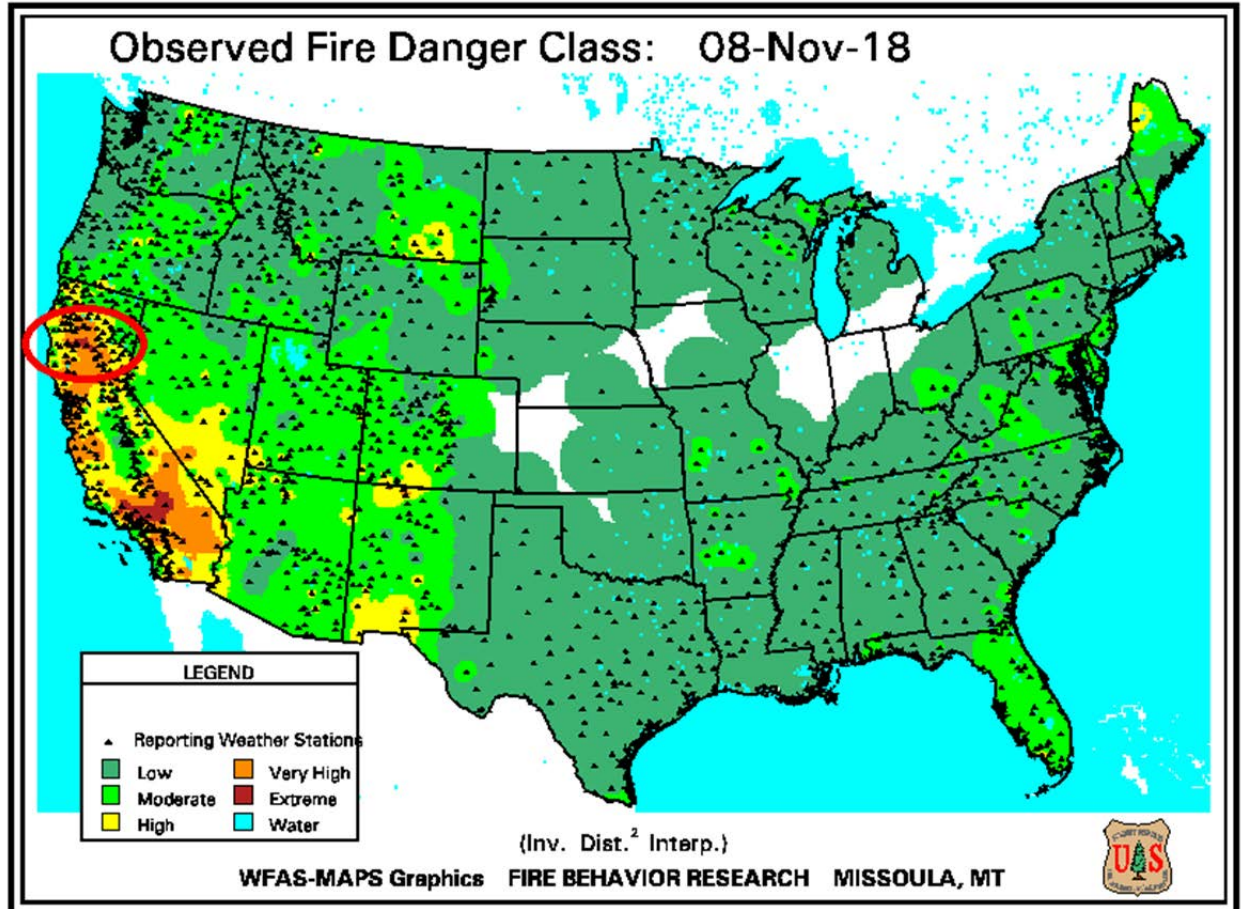 Observed Fire Danger Class: 08-Nov-18
LEGEND
Reporting Weather Stations
Low
Moderate
High
Very High
Extreme
Water
(Inv. Dist.² Interp.)
WFAS-MAPS Graphics FIRE BEHAVIOR RESEARCH MISSOULA, MT
U S